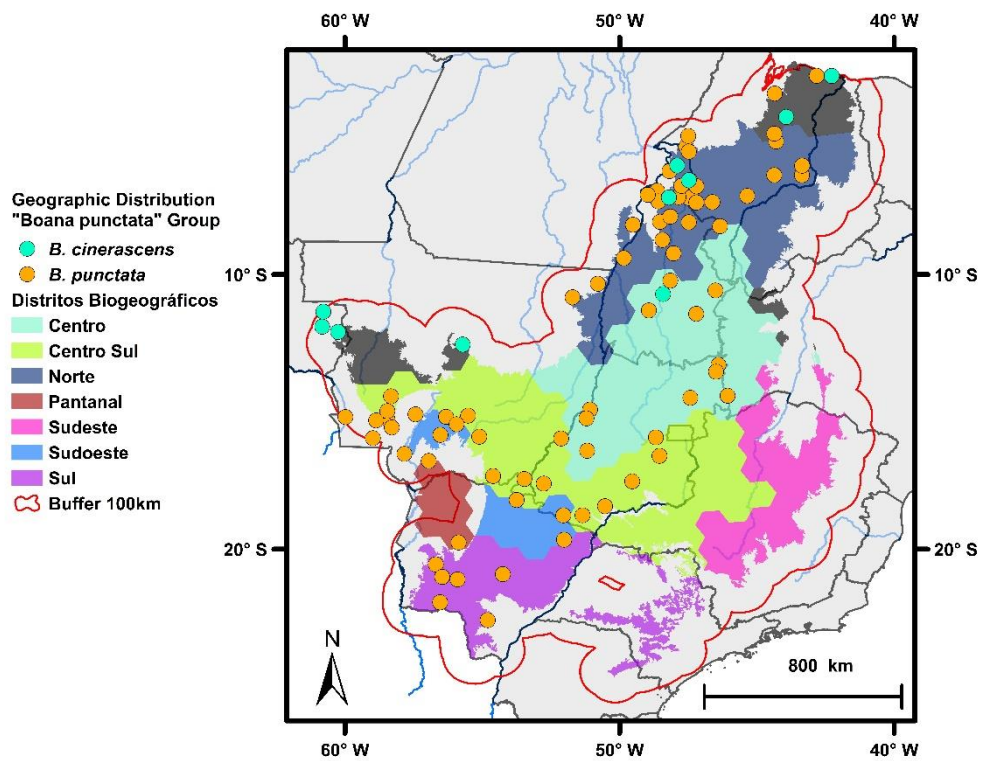 60° W
50° W
40° W
Geographic Distribution
"Boana punctata" Group
B. cinerascens
B. punctata
Distritos Biogeográficos
Centro
Centro Sul
Norte
Pantanal
Sudeste
Sudoeste
Sul
Buffer 100km
10° S
10° S
20° S
20° S
N
800 km
60° W
50° W
40° W